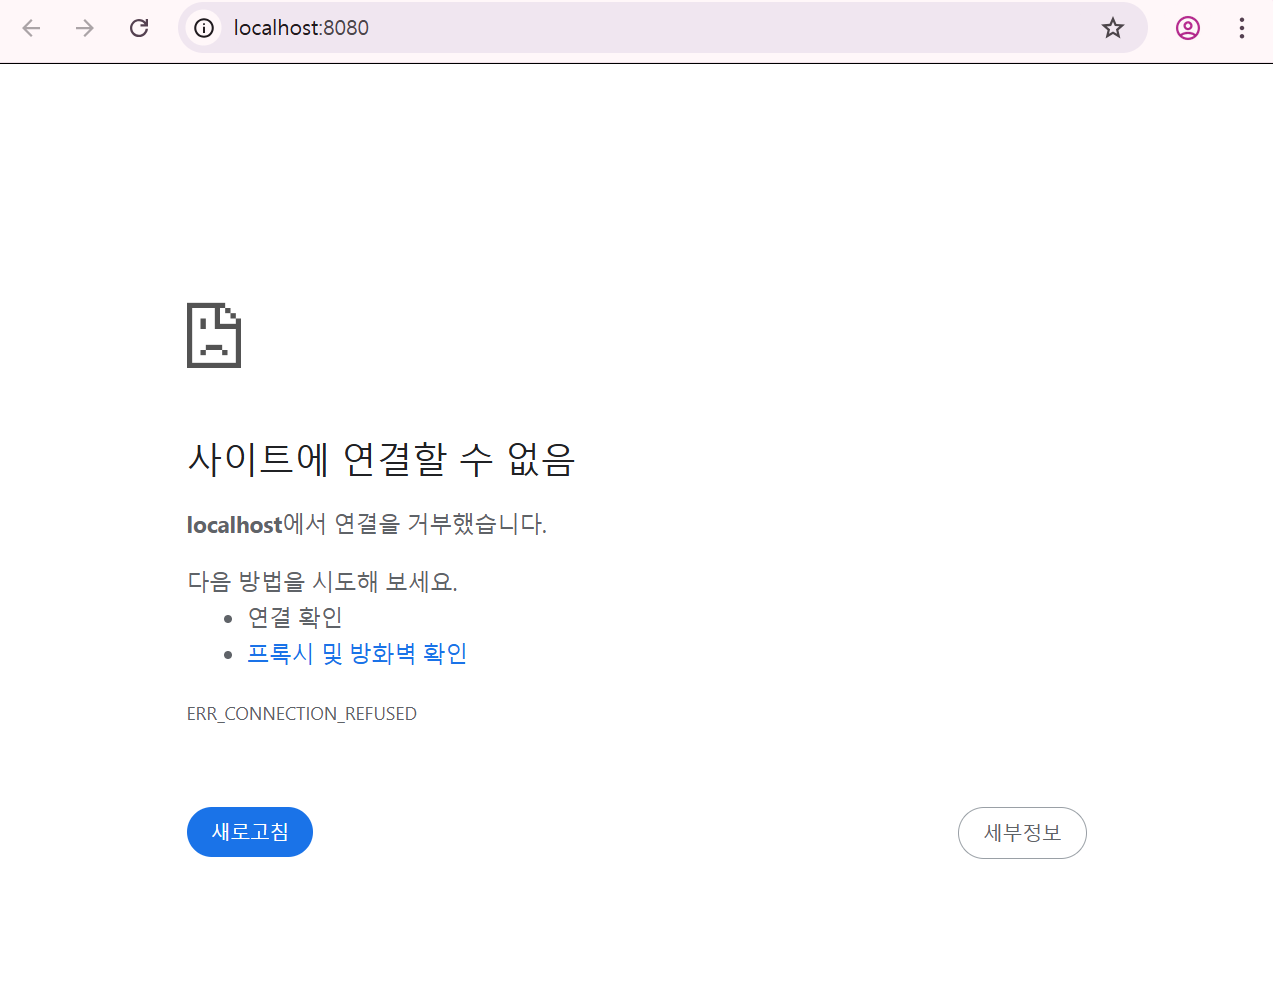 localhost:8080
사이트에 연결할 수 없음
localhost에서 연결을 거부했습니다.
다음 방법을 시도해 보세요.
• 연결 확인
• 프록시 및 방화벽 확인
ERR_CONNECTION_REFUSED
새로고침
세부정보